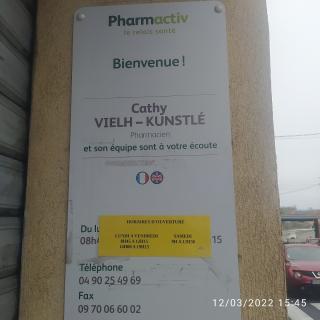 Pharmactiv
le relais santé
Bienvenue !
Cathy
VIELH – KUNSTLÉ
Pharmacien
et son équipe sont à votre écoute
HORAIRES D'OUVERTURE
LUNDI A VENDREDI SAMEDI
Du lu
08h
15
Téléphone
04 90 25 49 69
Fax
09 70 06 60 02
12/03/2022 15:45